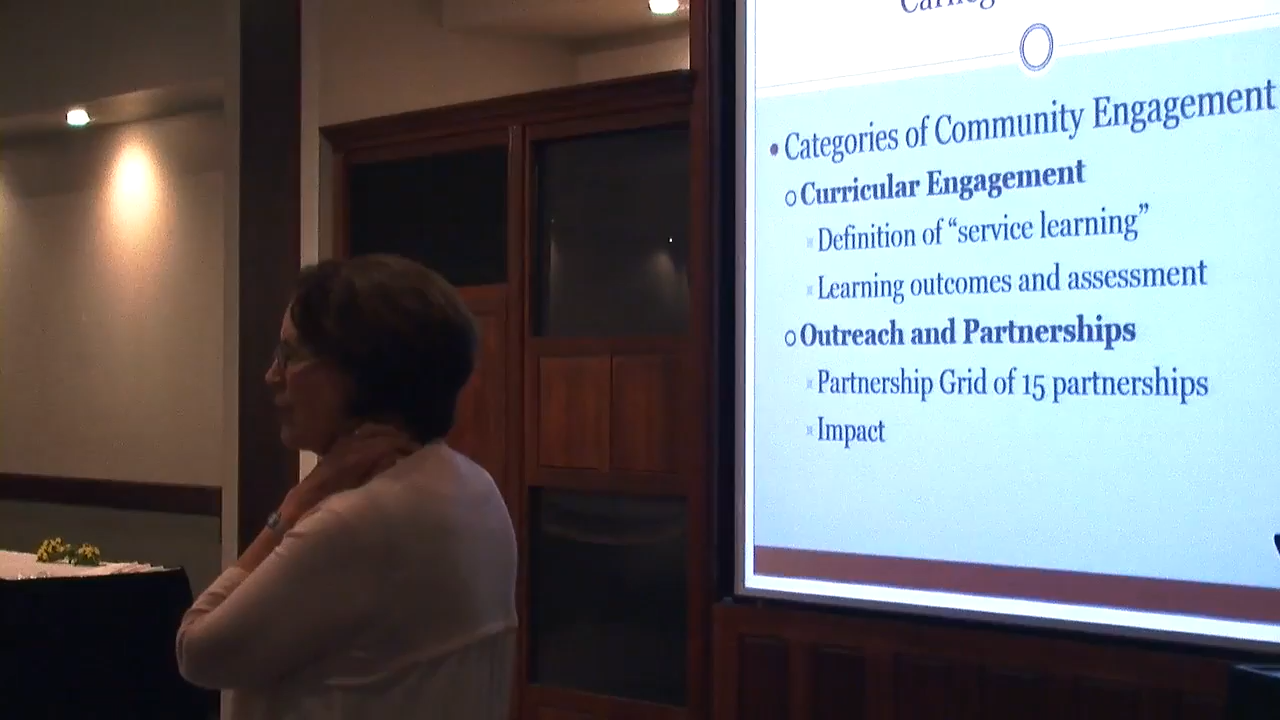 • Categories of Community Engagement
o Curricular Engagement
Definition of “service learning”
Learning outcomes and assessment
o Outreach and Partnerships
Partnership Grid of 15 partnerships
Impact